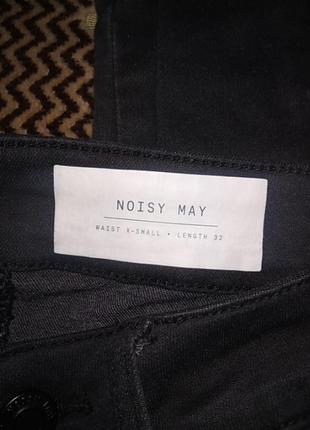 NOISY MAY
WAIST X-SMALL • LENGTH 32